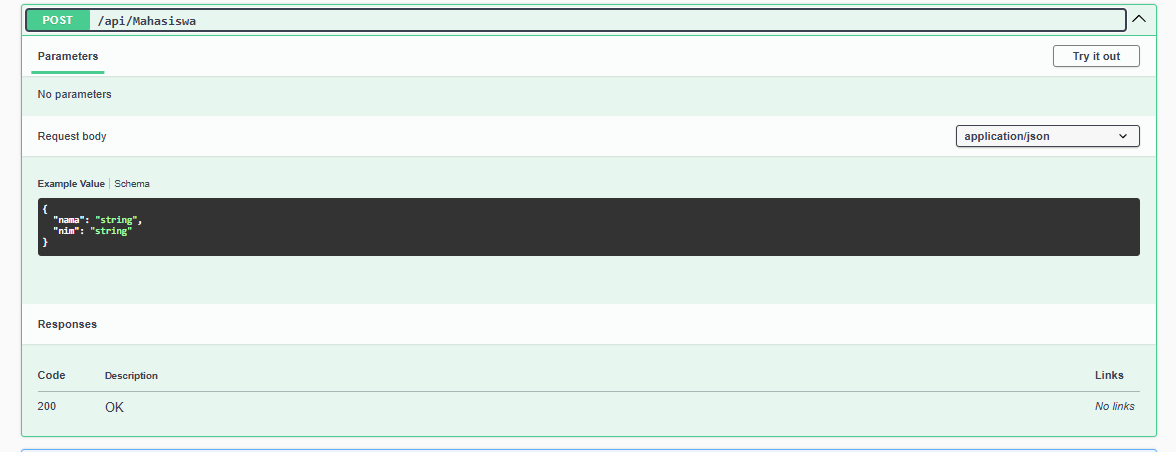 POST /api/Mahasiswa
Parameters
Try it out
No parameters
Request body
application/json
Example Value | Schema
{
"nama": "string",
"nim": "string"
}
Responses
Code Description Links
200 OK No links